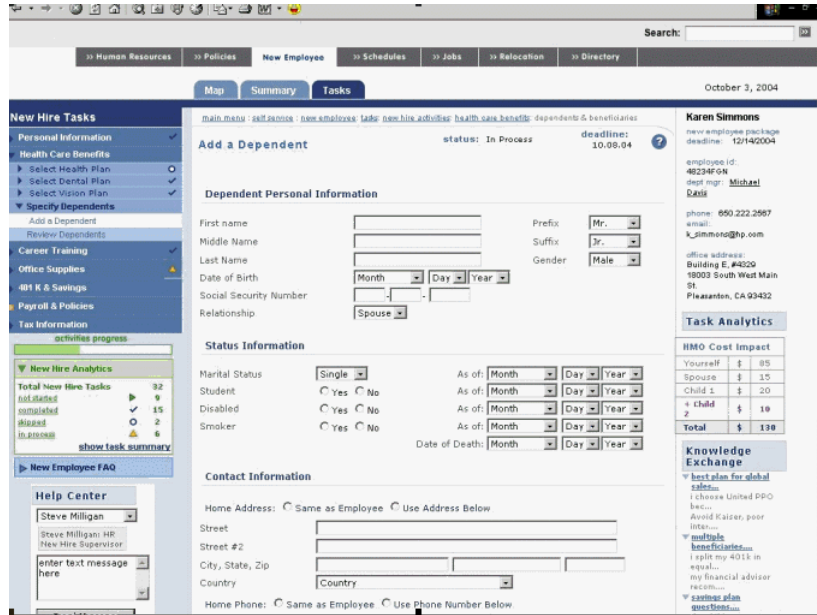 Search:
>> Human Resources >> Policies New Employee >> Schedules >> Jobs >> Relocation >> Directory
Map Summary Tasks
October 3, 2004
New Hire Tasks
Personal Information
Health Care Benefits
Select Health Plan
Select Dental Plan
Select Vision Plan
Specify Dependents
Add a Dependent
Review Dependents
Career Training
Office Supplies
401 K & Savings
Payroll & Policies
Tax Information
activities progress
New Hire Analytics
Total New Hire Tasks 32
not started 9
completed 15
skipped 2
in process 6
show task summary
New Employee FAQ
Help Center
Steve Milligan
Steve Milligan: HR
New Hire Supervisor
enter text message
here
main menu : self service : new employee: tasks: new hire activities: health care benefits: dependents & beneficiaries
Add a Dependent
status: In Process
deadline:
10.08.04
?
Dependent Personal Information
First name Prefix Mr.
Middle Name Suffix Jr.
Last Name Gender Male
Date of Birth Month Day Year
Social Security Number - -
Relationship Spouse
Status Information
Marital Status Single As of: Month Day Year
Student Yes No As of: Month Day Year
Disabled Yes No As of: Month Day Year
Smoker Yes No As of: Month Day Year
Date of Death: Month Day Year
Contact Information
Home Address: Same as Employee Use Address Below
Street
Street #2
City, State, Zip
Country Country
Home Phone: Same as Employee Use Phone Number Below
Karen Simmons
new employee package
deadline: 12/14/2004
employee id:
48234FGN
dept mgr: Michael
Davis
phone: 650.222.2567
email:
k_simmons@hp.com
office address:
Building E, #4329
18003 South West Main
St.
Pleasanton, CA 93432
Task Analytics
HMO Cost Impact
Yourself $ 85
Spouse $ 15
Child 1 $ 20
+ Child
2 $ 10
Total $ 130
Knowledge
Exchange
best plan for global
sales...
i choose United PPO
bec...
Avoid Kaiser, poor
inter....
multiple
beneficiaries....
i split my 401k in
equal...
my financial adviser
recom....
savings plan
questions....